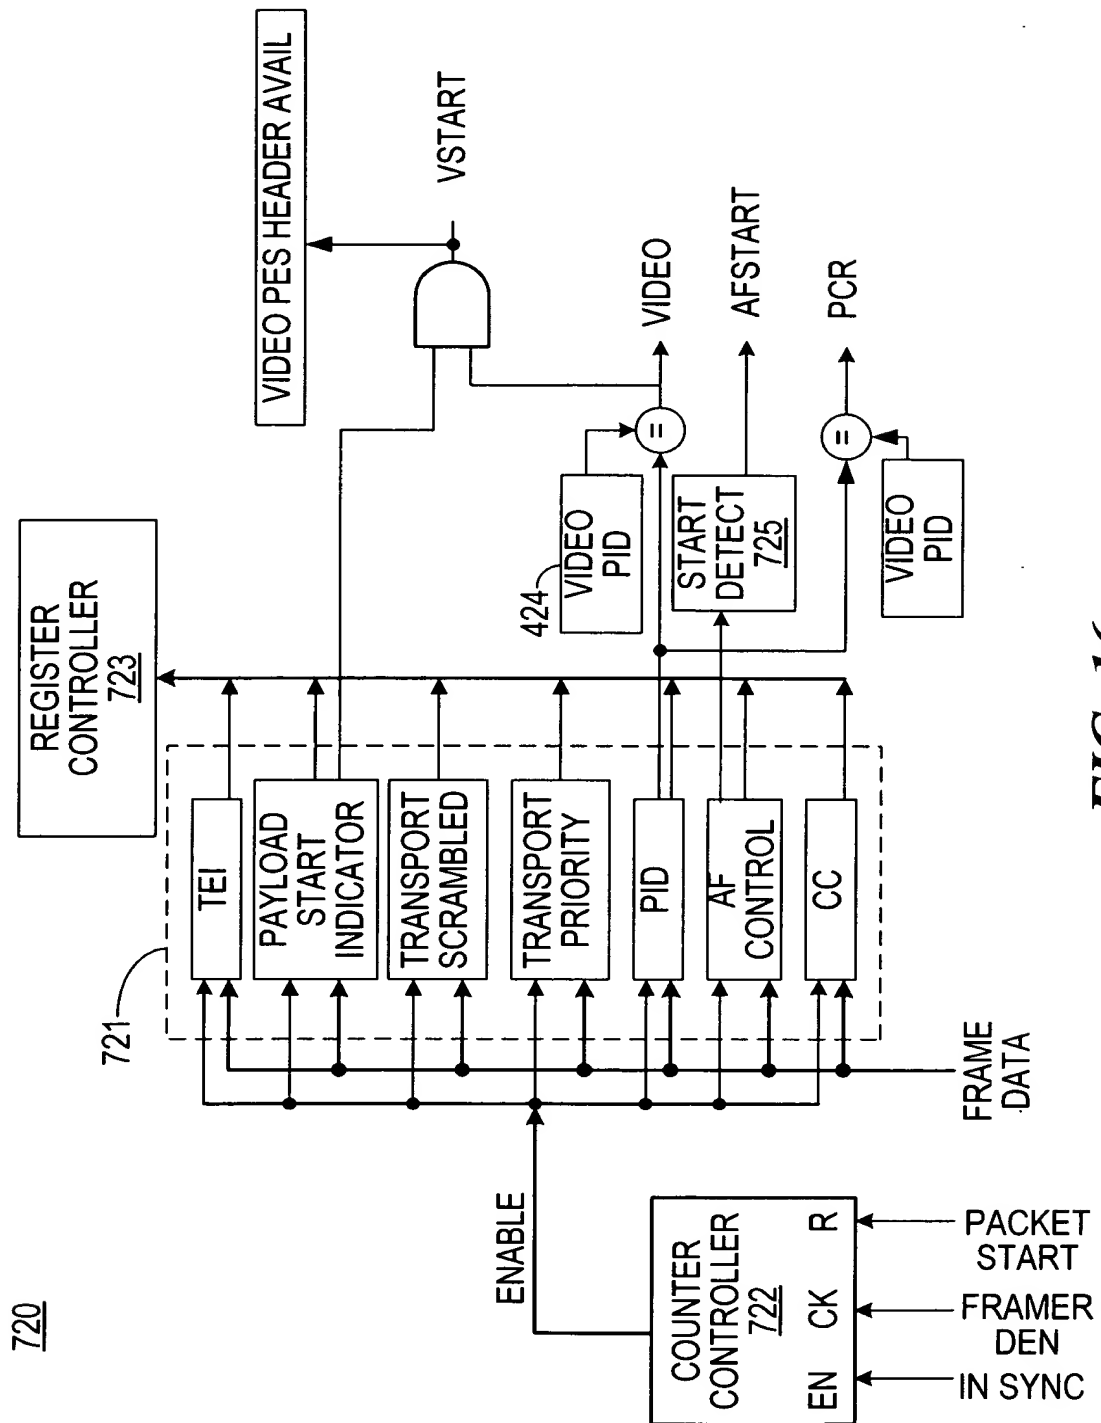 720
VIDEO PES HEADER AVAIL
VSTART
REGISTER
CONTROLLER
723
721
TEI
PAYLOAD
START
INDICATOR
TRANSPORT
SCRAMBLED
TRANSPORT
PRIORITY
PID
AF
CONTROL
CC
424
VIDEO
PID
=
VIDEO
START
DETECT
725
AFSTART
=
PCR
VIDEO
PID
ENABLE
FRAME
DATA
COUNTER
CONTROLLER
722
EN
CK
R
IN SYNC
FRAMER
DEN
PACKET
START